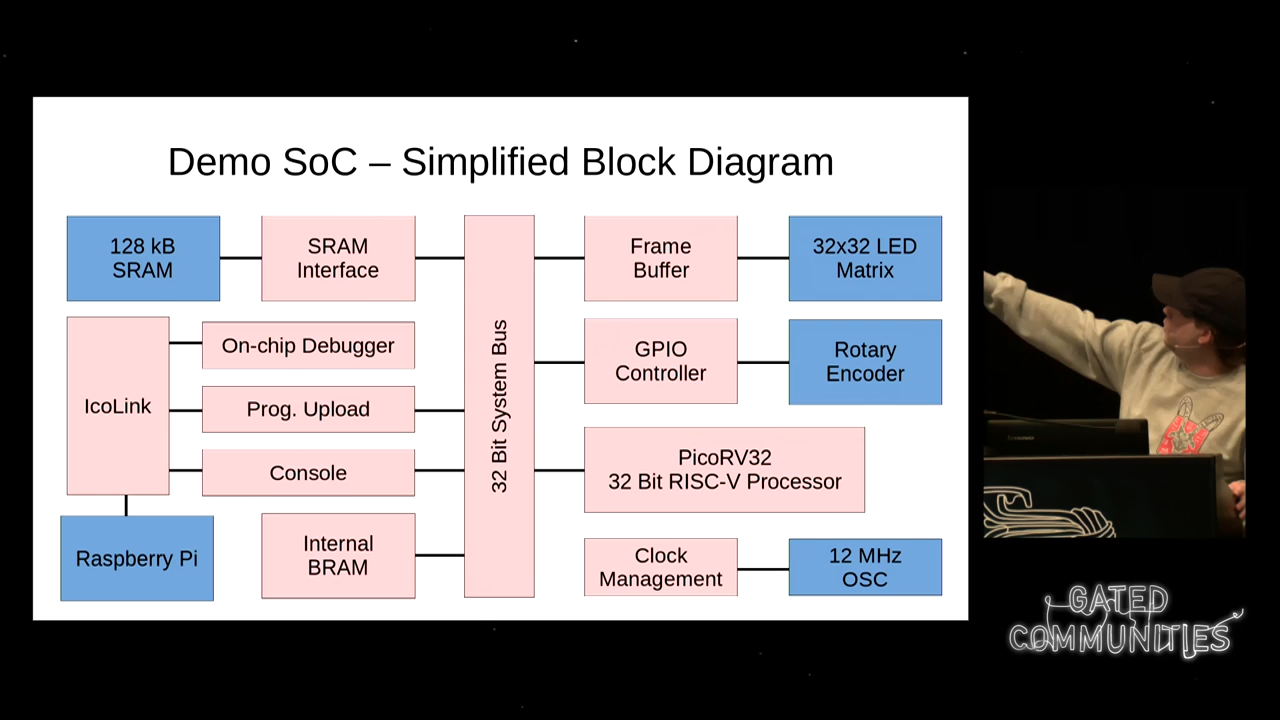 Demo SoC – Simplified Block Diagram
128 kB
SRAM
SRAM
Interface
Frame
Buffer
32x32 LED
Matrix
IcoLink
On-chip Debugger
Prog. Upload
Console
32 Bit System Bus
GPIO
Controller
Rotary
Encoder
PicoRV32
32 Bit RISC-V Processor
Raspberry Pi
Internal
BRAM
Clock
Management
12 MHz
OSC
lenovo
GATED
COMMUNITIES